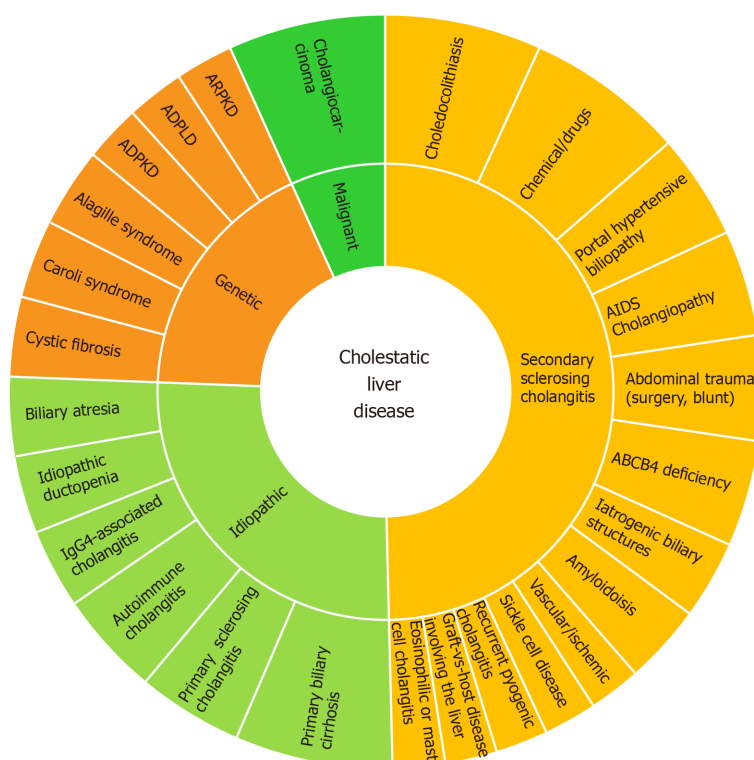 Cholestatic
liver
disease
Malignant
Cholangiocar-
cinoma
Secondary
sclerosing
cholangitis
Choledocolithiasis
Chemical/drugs
Portal hypertensive
biliopathy
AIDS
Cholangiopathy
Abdominal trauma
(surgery, blunt)
ABCB4 deficiency
Iatrogenic biliary
structures
Amyloidoisis
Vascular/ischemic
Sickle cell disease
Recurrent pyogenic
cholangitis
Graft-vs-host disease
involving the liver
Eosinophilic or mast
cell cholangitis
Idiopathic
Primary biliary
cirrhosis
Primary sclerosing
cholangitis
Autoimmune
cholangitis
IgG4-associated
cholangitis
Idiopathic
ductopenia
Biliary atresia
Genetic
Cystic fibrosis
Caroli syndrome
Alagille syndrome
ADPKD
ADPLD
ARPKD